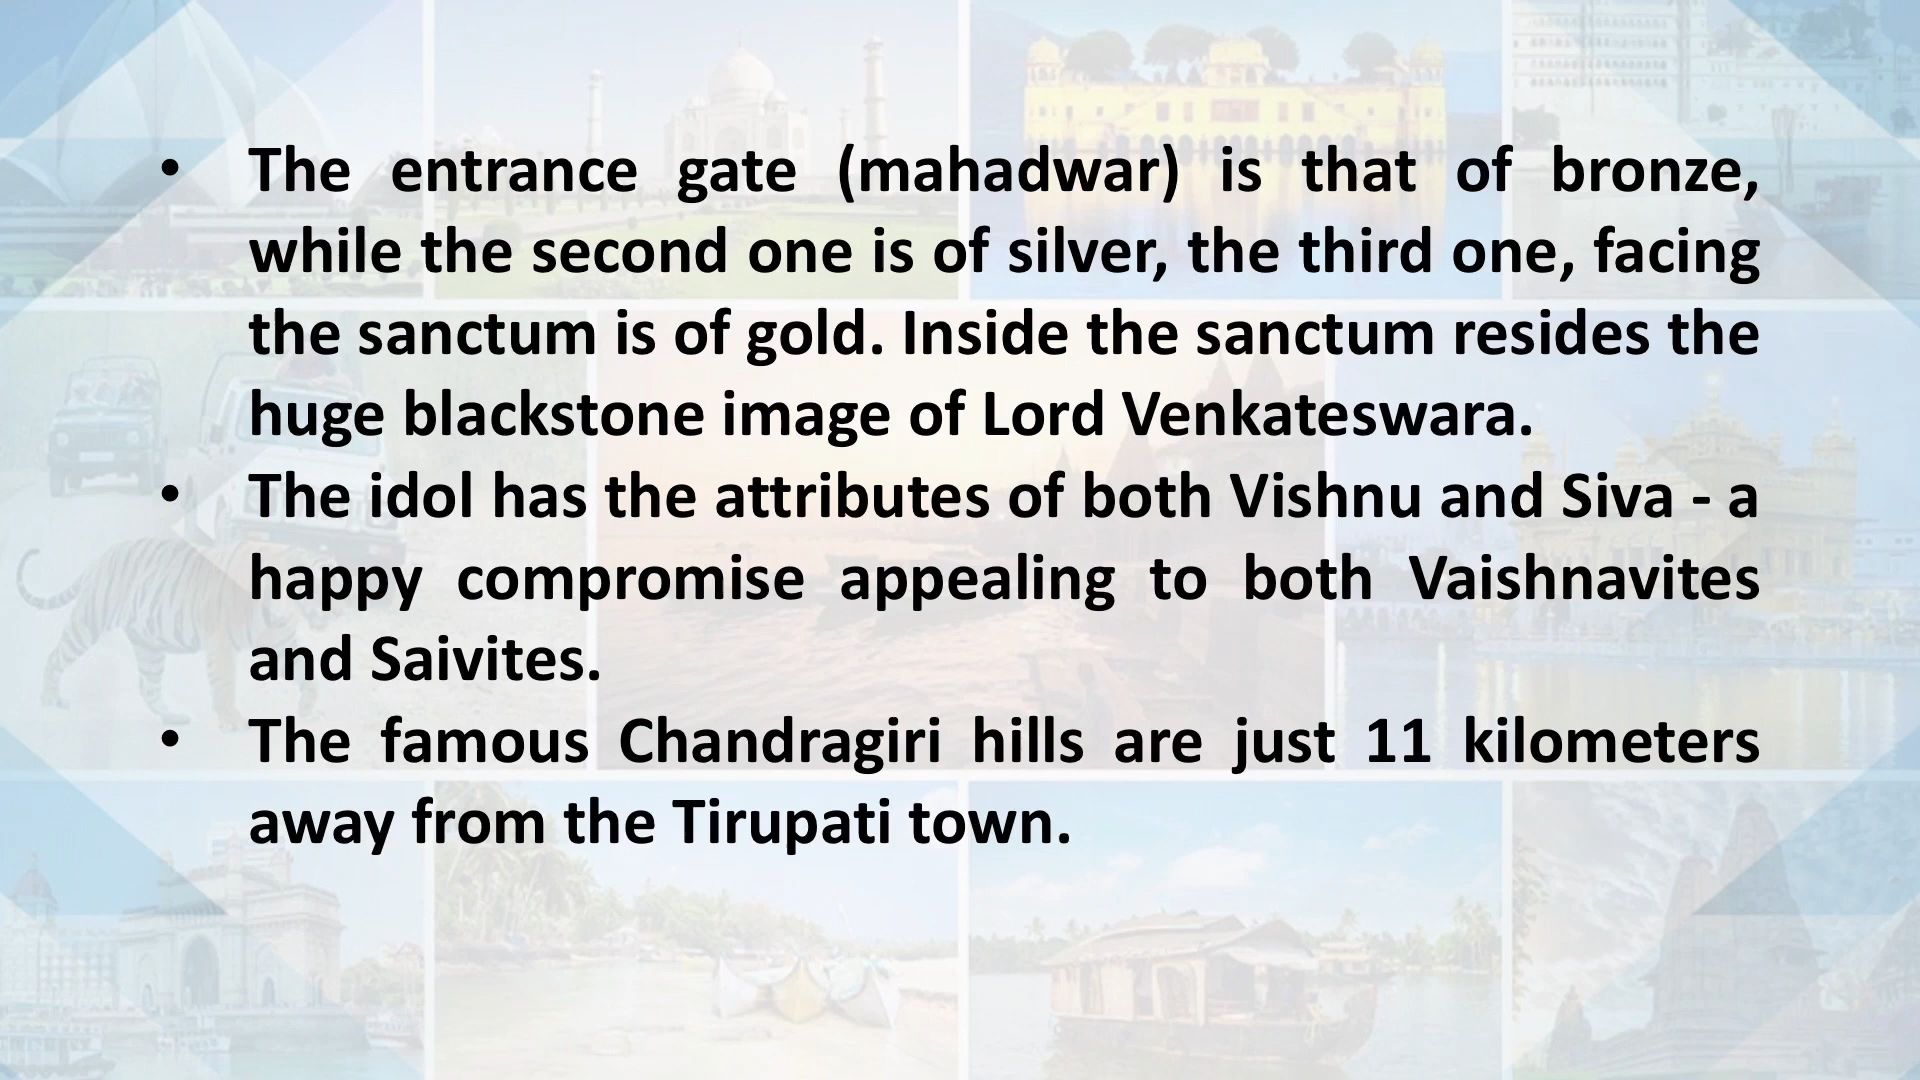 • The entrance gate (mahadwar) is that of bronze,
while the second one is of silver, the third one, facing
the sanctum is of gold. Inside the sanctum resides the
huge blackstone image of Lord Venkateswara.
• The idol has the attributes of both Vishnu and Siva - a
happy compromise appealing to both Vaishnavites
and Saivites.
• The famous Chandragiri hills are just 11 kilometers
away from the Tirupati town.